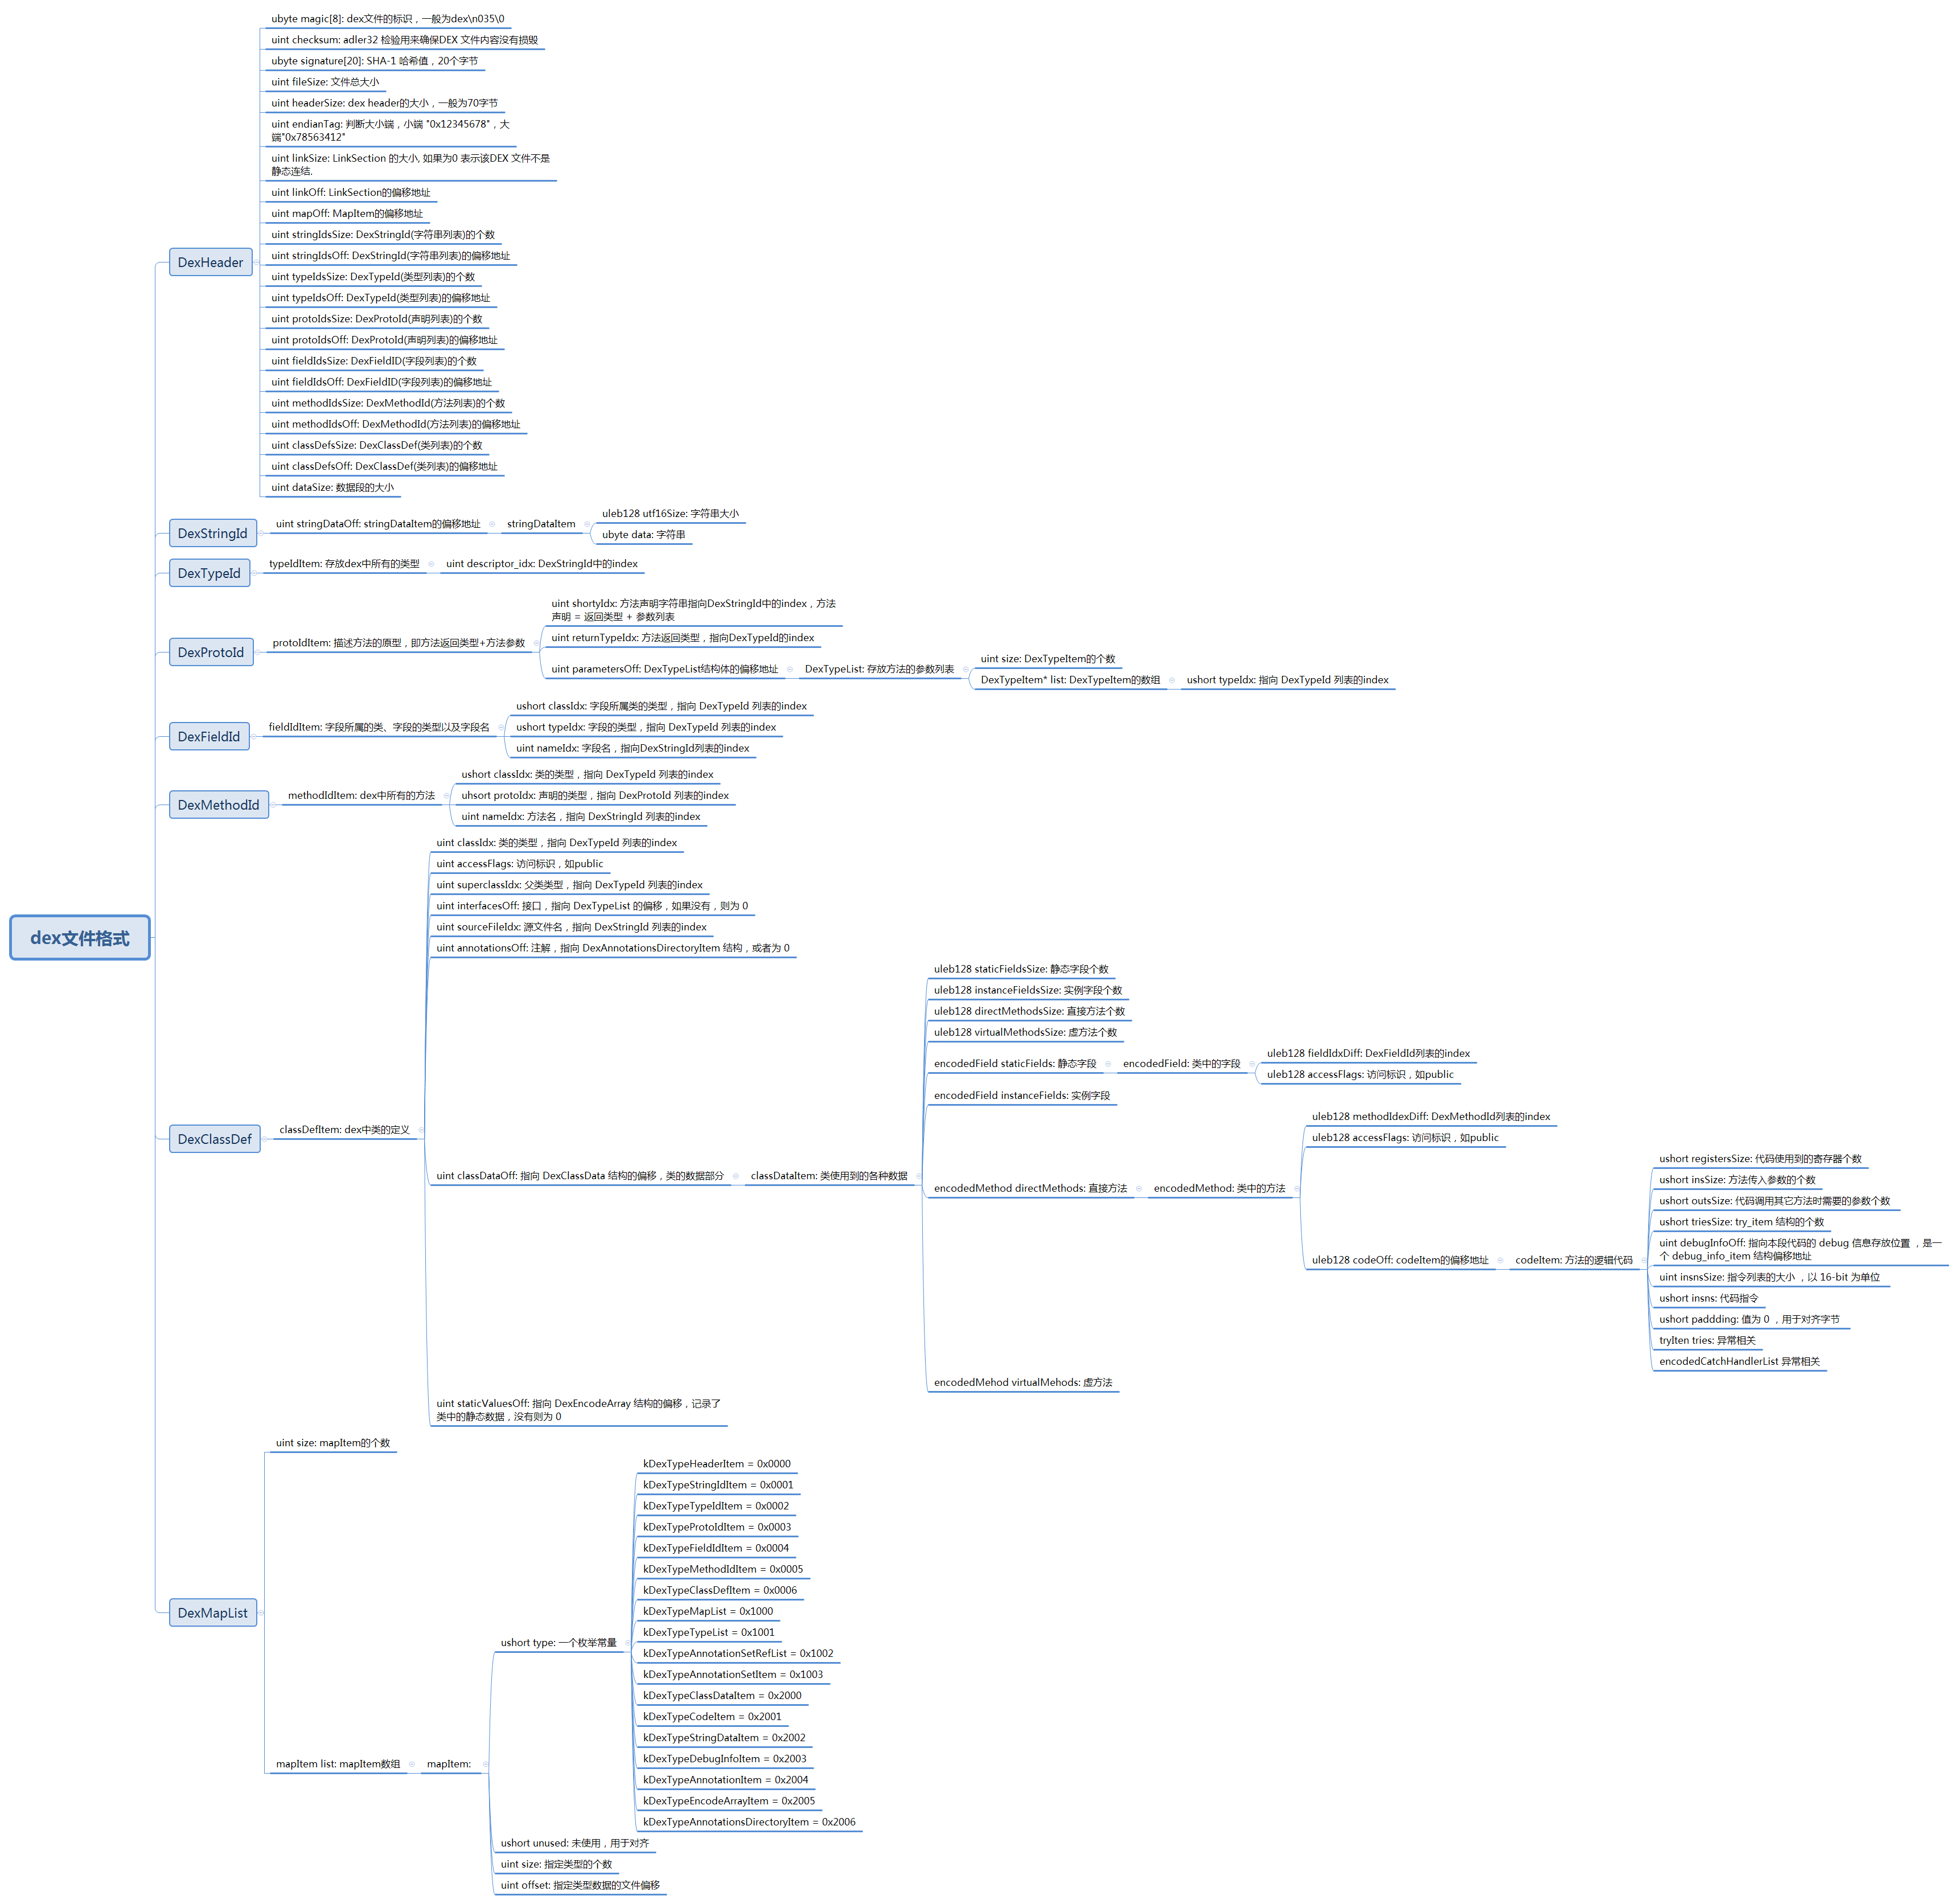 dex文件格式
DexHeader
ubyte magic[8]: dex文件的标识，一般为dex\n035\0
uint checksum: adler32 检验用来确保DEX 文件内容没有损毁
ubyte signature[20]: SHA-1 哈希值，20个字节
uint fileSize: 文件总大小
uint headerSize: dex header的大小，一般为70字节
uint endianTag: 判断大小端，小端 "0x12345678"，大
端"0x78563412"
uint linkSize: LinkSection 的大小, 如果为0 表示该DEX 文件不是
静态连结.
uint linkOff: LinkSection的偏移地址
uint mapOff: MapItem的偏移地址
uint stringIdsSize: DexStringId(字符串列表)的个数
uint stringIdsOff: DexStringId(字符串列表)的偏移地址
uint typeIdsSize: DexTypeId(类型列表)的个数
uint typeIdsOff: DexTypeId(类型列表)的偏移地址
uint protoIdsSize: DexProtoId(声明列表)的个数
uint protoIdsOff: DexProtoId(声明列表)的偏移地址
uint fieldIdsSize: DexFieldID(字段列表)的个数
uint fieldIdsOff: DexFieldID(字段列表)的偏移地址
uint methodIdsSize: DexMethodId(方法列表)的个数
uint methodIdsOff: DexMethodId(方法列表)的偏移地址
uint classDefsSize: DexClassDef(类列表)的个数
uint classDefsOff: DexClassDef(类列表)的偏移地址
uint dataSize: 数据段的大小
DexStringId
uint stringDataOff: stringDataItem的偏移地址
stringDataItem
uleb128 utf16Size: 字符串大小
ubyte data: 字符串
DexTypeId
typeIdItem: 存放dex中所有的类型
uint descriptor_idx: DexStringId中的index
DexProtoId
protoIdItem: 描述方法的原型，即方法返回类型+方法参数
uint shortyIdx: 方法声明字符串指向DexStringId中的index，方法
声明 = 返回类型 + 参数列表
uint returnTypeIdx: 方法返回类型，指向DexTypeId的index
uint parametersOff: DexTypeList结构体的偏移地址
DexTypeList: 存放方法的参数列表
uint size: DexTypeItem的个数
DexTypeItem* list: DexTypeItem的数组
ushort typeIdx: 指向 DexTypeId 列表的index
DexFieldId
fieldIdItem: 字段所属的类、字段的类型以及字段名
ushort classIdx: 字段所属类的类型，指向 DexTypeId 列表的index
ushort typeIdx: 字段的类型，指向 DexTypeId 列表的index
uint nameIdx: 字段名，指向DexStringId列表的index
DexMethodId
methodIdItem: dex中所有的方法
ushort classIdx: 类的类型，指向 DexTypeId 列表的index
uhsort protoIdx: 声明的类型，指向 DexProtoId 列表的index
uint nameIdx: 方法名，指向 DexStringId 列表的index
DexClassDef
classDefItem: dex中类的定义
uint classIdx: 类的类型，指向 DexTypeId 列表的index
uint accessFlags: 访问标识，如public
uint superclassIdx: 父类类型，指向 DexTypeId 列表的index
uint interfacesOff: 接口，指向 DexTypeList 的偏移，如果没有，则为 0
uint sourceFileIdx: 源文件名，指向 DexStringId 列表的index
uint annotationsOff: 注解，指向 DexAnnotationsDirectoryItem 结构，或者为 0
uint classDataOff: 指向 DexClassData 结构的偏移，类的数据部分
classDataItem: 类使用到的各种数据
uleb128 staticFieldsSize: 静态字段个数
uleb128 instanceFieldsSize: 实例字段个数
uleb128 directMethodsSize: 直接方法个数
uleb128 virtualMethodsSize: 虚方法个数
encodedField staticFields: 静态字段
encodedField: 类中的字段
uleb128 fieldIdxDiff: DexFieldId列表的index
uleb128 accessFlags: 访问标识，如public
encodedField instanceFields: 实例字段
encodedMethod directMethods: 直接方法
encodedMethod: 类中的方法
uleb128 methodIdexDiff: DexMethodId列表的index
uleb128 accessFlags: 访问标识，如public
uleb128 codeOff: codeItem的偏移地址
codeItem: 方法的逻辑代码
ushort registersSize: 代码使用到的寄存器个数
ushort insSize: 方法传入参数的个数
ushort outsSize: 代码调用其它方法时需要的参数个数
ushort triesSize: try_item 结构的个数
uint debugInfoOff: 指向本段代码的 debug 信息存放位置 ，是一
个 debug_info_item 结构偏移地址
uint insnsSize: 指令列表的大小 ，以 16-bit 为单位
ushort insns: 代码指令
ushort paddding: 值为 0 ，用于对齐字节
tryIten tries: 异常相关
encodedCatchHandlerList 异常相关
encodedMehod virtualMehods: 虚方法
uint staticValuesOff: 指向 DexEncodeArray 结构的偏移，记录了
类中的静态数据，没有则为 0
DexMapList
uint size: mapItem的个数
mapItem list: mapItem数组
mapItem:
ushort type: 一个枚举常量
kDexTypeHeaderItem = 0x0000
kDexTypeStringIdItem = 0x0001
kDexTypeTypeIdItem = 0x0002
kDexTypeProtoIdItem = 0x0003
kDexTypeFieldIdItem = 0x0004
kDexTypeMethodIdItem = 0x0005
kDexTypeClassDefItem = 0x0006
kDexTypeMapList = 0x1000
kDexTypeTypeList = 0x1001
kDexTypeAnnotationSetRefList = 0x1002
kDexTypeAnnotationSetItem = 0x1003
kDexTypeClassDataItem = 0x2000
kDexTypeCodeItem = 0x2001
kDexTypeStringDataItem = 0x2002
kDexTypeDebugInfoItem = 0x2003
kDexTypeAnnotationItem = 0x2004
kDexTypeEncodeArrayItem = 0x2005
kDexTypeAnnotationsDirectoryItem = 0x2006
ushort unused: 未使用，用于对齐
uint size: 指定类型的个数
uint offset: 指定类型数据的文件偏移